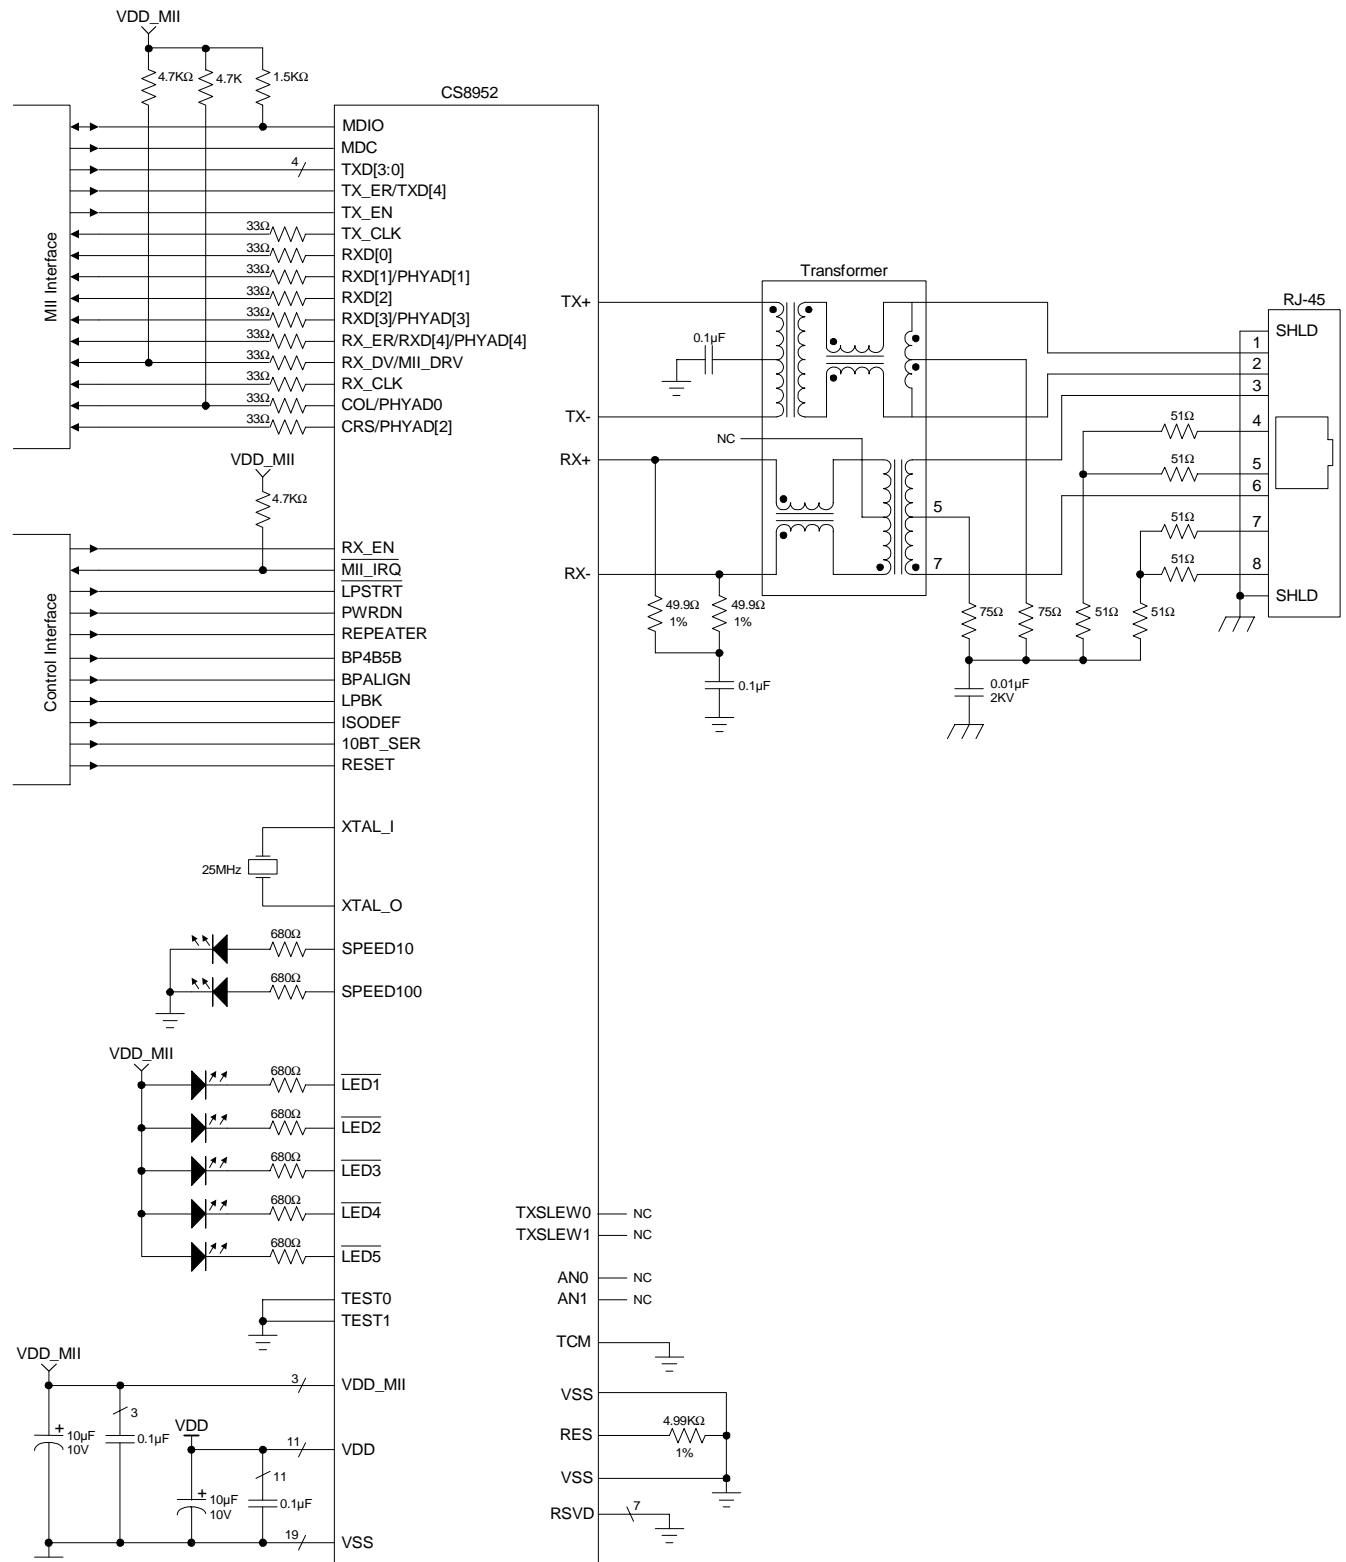 VDD_MII
4.7KΩ
4.7K
1.5KΩ
CS8952
MII Interface
MDIO
MDC
4
TXD[3:0]
TX_ER/TXD[4]
TX_EN
33Ω
TX_CLK
33Ω
RXD[0]
33Ω
RXD[1]/PHYAD[1]
33Ω
RXD[2]
33Ω
RXD[3]/PHYAD[3]
33Ω
RX_ER/RXD[4]/PHYAD[4]
33Ω
RX_DV/MII_DRV
33Ω
RX_CLK
33Ω
COL/PHYAD0
33Ω
CRS/PHYAD[2]
VDD_MII
4.7KΩ
Control Interface
RX_EN
MII_IRQ
LPSTRT
PWRDN
REPEATER
BP4B5B
BPALIGN
LPBK
ISODEF
10BT_SER
RESET
XTAL_I
25MHz
XTAL_O
680Ω
SPEED10
680Ω
SPEED100
VDD_MII
680Ω
LED1
680Ω
LED2
680Ω
LED3
680Ω
LED4
680Ω
LED5
TEST0
TEST1
VDD_MII
3
VDD_MII
3
+
10µF
10V
0.1µF
VDD
11
VDD
11
+
10µF
10V
0.1µF
19
VSS
TX+
TX-
RX+
RX-
Transformer
0.1µF
NC
5
7
49.9Ω
1%
49.9Ω
1%
0.1µF
75Ω
75Ω
51Ω
51Ω
0.01µF
2KV
RJ-45
SHLD
1
2
3
51Ω
4
51Ω
5
6
51Ω
7
51Ω
8
SHLD
TXSLEW0
NC
TXSLEW1
NC
AN0
NC
AN1
NC
TCM
VSS
RES
4.99KΩ
1%
VSS
RSVD
7